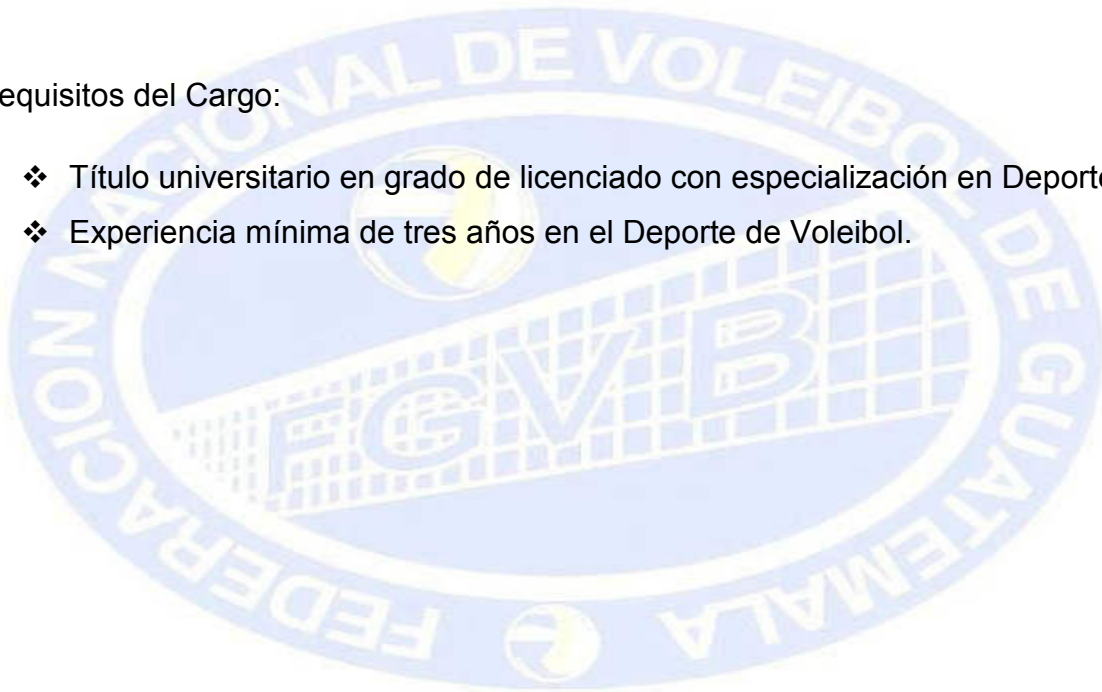 equisitos del Cargo:
❖ Título universitario en grado de licenciado con especialización en Deporte
❖ Experiencia mínima de tres años en el Deporte de Voleibol.
FEDERACION NACIONAL DE VOLEIBOL DE GUATEMALA
FGVB